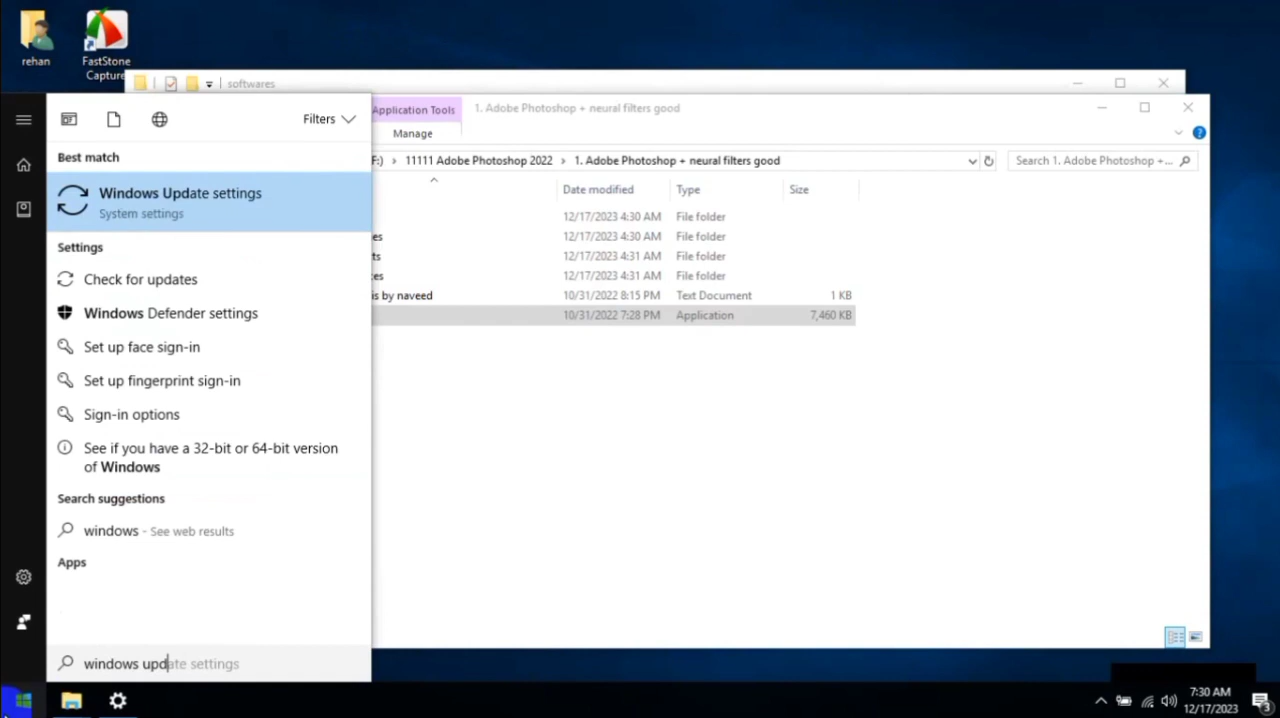 rehan
FastStone
Capture
softwares
Application Tools
1. Adobe Photoshop + neural filters good
Manage
F:) › 11111 Adobe Photoshop 2022 › 1. Adobe Photoshop + neural filters good
Search 1. Adobe Photoshop +...
Date modified Type Size
12/17/2023 4:30 AM File folder
es 12/17/2023 4:30 AM File folder
ts 12/17/2023 4:31 AM File folder
ces 12/17/2023 4:31 AM File folder
is by naveed 10/31/2022 8:15 PM Text Document 1 KB
10/31/2022 7:28 PM Application 7,460 KB
Filters
Best match
Windows Update settings
System settings
Settings
Check for updates
Windows Defender settings
Set up face sign-in
Set up fingerprint sign-in
Sign-in options
See if you have a 32-bit or 64-bit version
of Windows
Search suggestions
windows - See web results
Apps
windows update settings
7:30 AM
12/17/2023
3